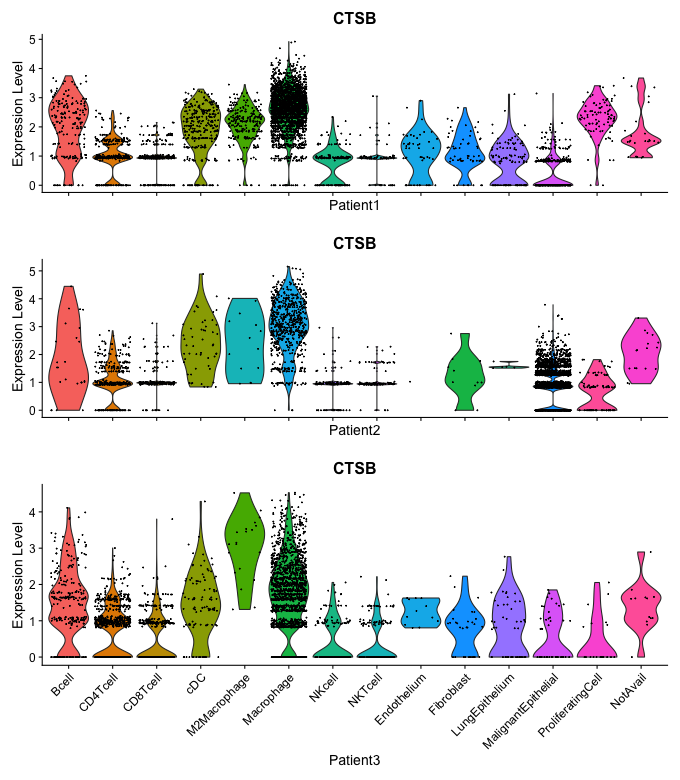 CTSB
Expression Level
5
4
3
2
1
0
Patient1
CTSB
Expression Level
5
4
3
2
1
0
Patient2
CTSB
Expression Level
4
3
2
1
0
Bcell
CD4Tcell
CD8Tcell
cDC
M2Macrophage
Macrophage
NKcell
NKTcell
Endothelium
Fibroblast
LungEpithelium
MalignantEpithelial
ProliferatingCell
NotAvail
Patient3